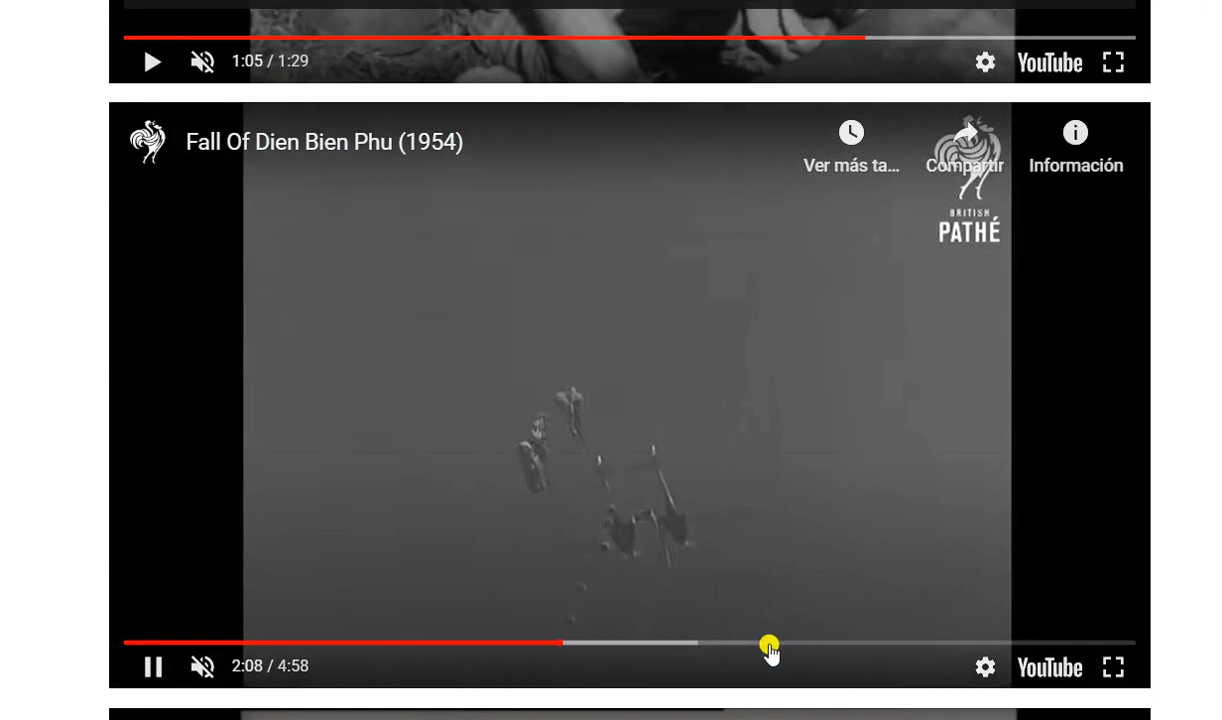 1:05 / 1:29
YouTube
Fall Of Dien Bien Phu (1954)
Ver más ta...
Compartir
Información
BRITISH
PATHÉ
2:08 / 4:58
YouTube